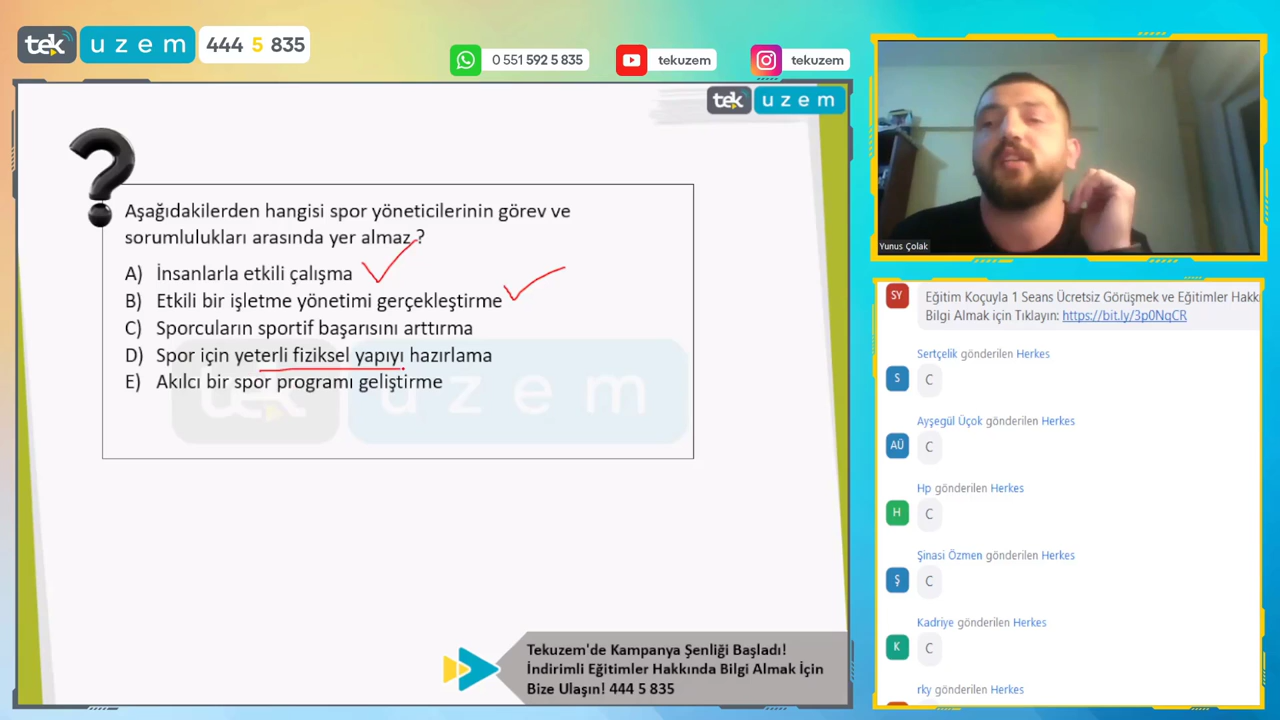 tek uzem 444 5 835
0 551 592 5 835
tekuzem
tekuzem
tek uzem
?
Aşağıdakilerden hangisi spor yöneticilerinin görev ve
sorumlulukları arasında yer almaz ?
A) İnsanlarla etkili çalışma
B) Etkili bir işletme yönetimi gerçekleştirme
C) Sporcuların sportif başarısını arttırma
D) Spor için yeterli fiziksel yapıyı hazırlama
E) Akılcı bir spor programı geliştirme
tek uzem
Tekuzem'de Kampanya Şenliği Başladı!
İndirimli Eğitimler Hakkında Bilgi Almak İçin
Bize Ulaşın! 444 5 835
Yunus Çolak
SY
Eğitim Koçuyla 1 Seans Ücretsiz Görüşmek ve Eğitimler Hakkı
Bilgi Almak için Tıklayın: https://bit.ly/3p0NqCR
Sertçelik gönderilen Herkes
S C
Ayşegül Üçok gönderilen Herkes
AÜ C
Hp gönderilen Herkes
H C
Şinasi Özmen gönderilen Herkes
Ş C
Kadriye gönderilen Herkes
K C
rky gönderilen Herkes